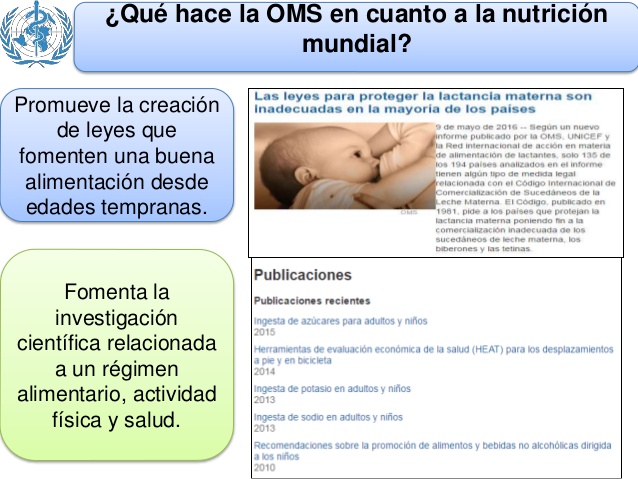 ¿Qué hace la OMS en cuanto a la nutrición
mundial?
Promueve la creación
de leyes que
fomenten una buena
alimentación desde
edades tempranas.
Las leyes para proteger la lactancia materna son
inadecuadas en la mayoría de los países
9 de mayo de 2016 -- Según un nuevo
informe publicado por la OMS, UNICEF y
la Red internacional de acción en materia
de alimentación de lactantes, solo 135 de
los 194 países analizados en el informe
tienen algún tipo de medida legal
relacionada con el Código Internacional de
Comercialización de Sucedáneos de la
Leche Materna. El Código, publicado en
1981, pide a los países que protejan la
lactancia materna poniendo fin a la
comercialización inadecuada de los
sucedáneos de leche materna, los
biberones y las tetinas.
OMS
Fomenta la
investigación
científica relacionada
a un régimen
alimentario, actividad
física y salud.
Publicaciones
Publicaciones recientes
Ingesta de azúcares para adultos y niños
2015
Herramientas de evaluación económica de la salud (HEAT) para los desplazamientos
a pie y en bicicleta
2014
Ingesta de potasio en adultos y niños
2013
Ingesta de sodio en adultos y niños
2013
Recomendaciones sobre la promoción de alimentos y bebidas no alcohólicas dirigida
a los niños
2010